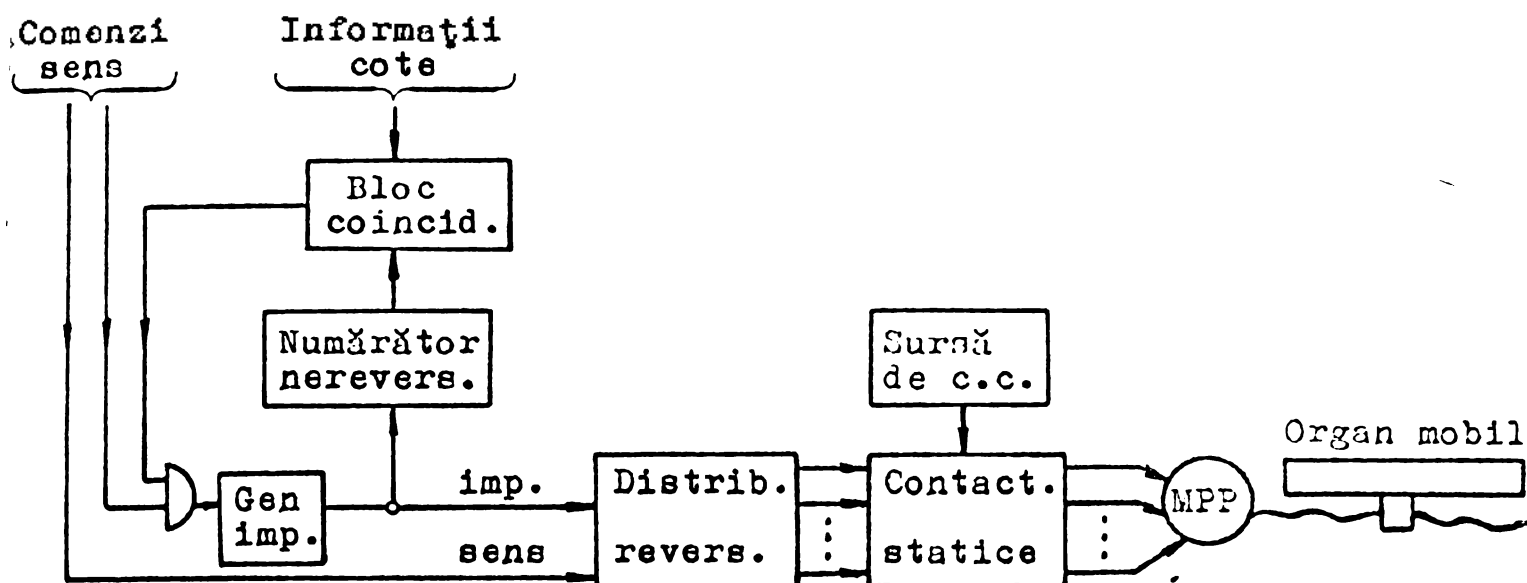 Comenzi
sens
Informaţii
cote
Bloc
coincid.
Numărător
nerevers.
Sursă
de c.c.
Organ mobil
Gen
imp.
imp.
sens
Distrib.
revers.
Contact.
statice
MPP